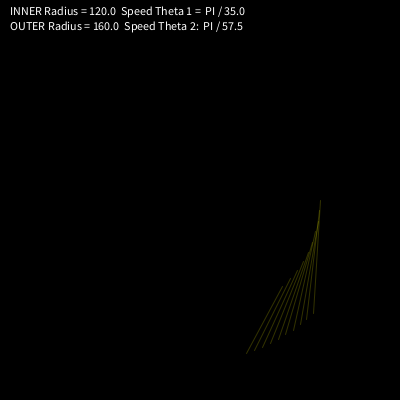 INNER Radius = 120.0  Speed Theta 1 =  PI / 35.0
OUTER Radius = 160.0  Speed Theta 2:  PI / 57.5